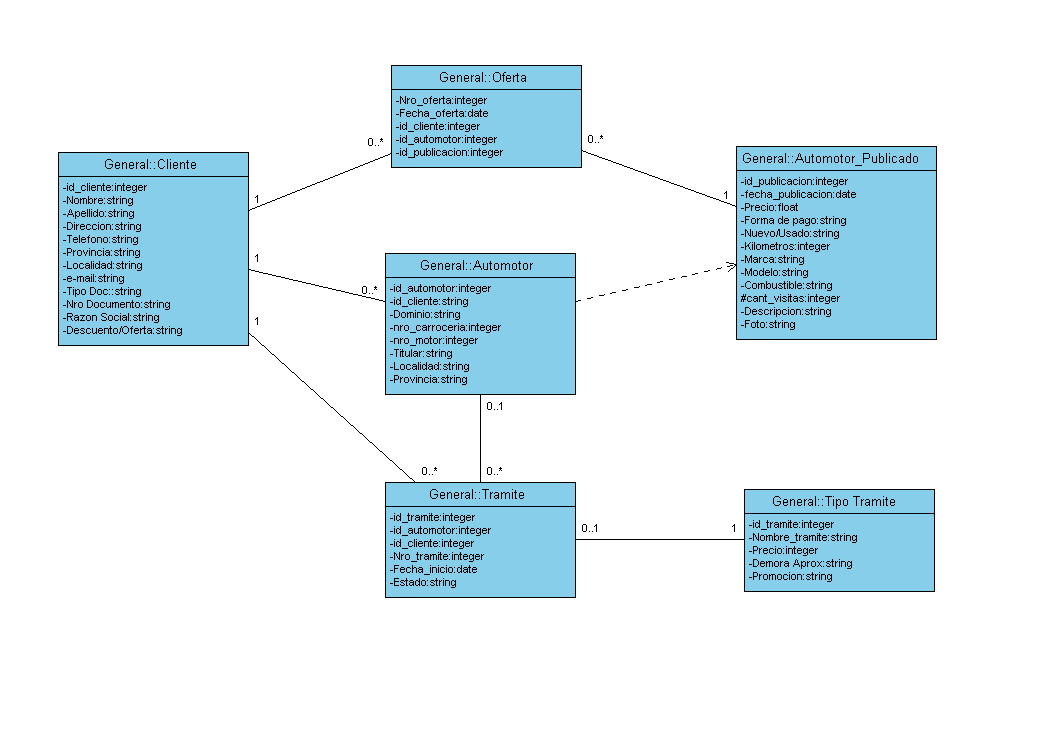 General::Oferta
-Nro_oferta:integer
-Fecha_oferta:date
-id_cliente:integer
-id_automotor:integer
-id_publicacion:integer
0..*
0..*
General::Cliente
-id_cliente:integer
-Nombre:string
-Apellido:string
-Direccion:string
-Telefono:string
-Provincia:string
-Localidad:string
-e-mail:string
-Tipo Doc::string
-Nro Documento:string
-Razon Social:string
-Descuento/Oferta:string
1
1
1
General::Automotor_Publicado
-id_publicacion:integer
-fecha_publicacion:date
-Precio:float
-Forma de pago:string
-Nuevo/Usado:string
-Kilometros:integer
-Marca:string
-Modelo:string
-Combustible:string
#cant_visitas:integer
-Descripcion:string
-Foto:string
1
General::Automotor
-id_automotor:integer
-id_cliente:string
-Dominio:string
-nro_carroceria:integer
-nro_motor:integer
-Titular:string
-Localidad:string
-Provincia:string
0..*
0..1
0..*
0..*
General::Tramite
-id_tramite:integer
-id_automotor:integer
-id_cliente:integer
-Nro_tramite:integer
-Fecha_inicio:date
-Estado:string
0..1
1
General::Tipo Tramite
-id_tramite:integer
-Nombre_tramite:string
-Precio:integer
-Demora Aprox:string
-Promocion:string